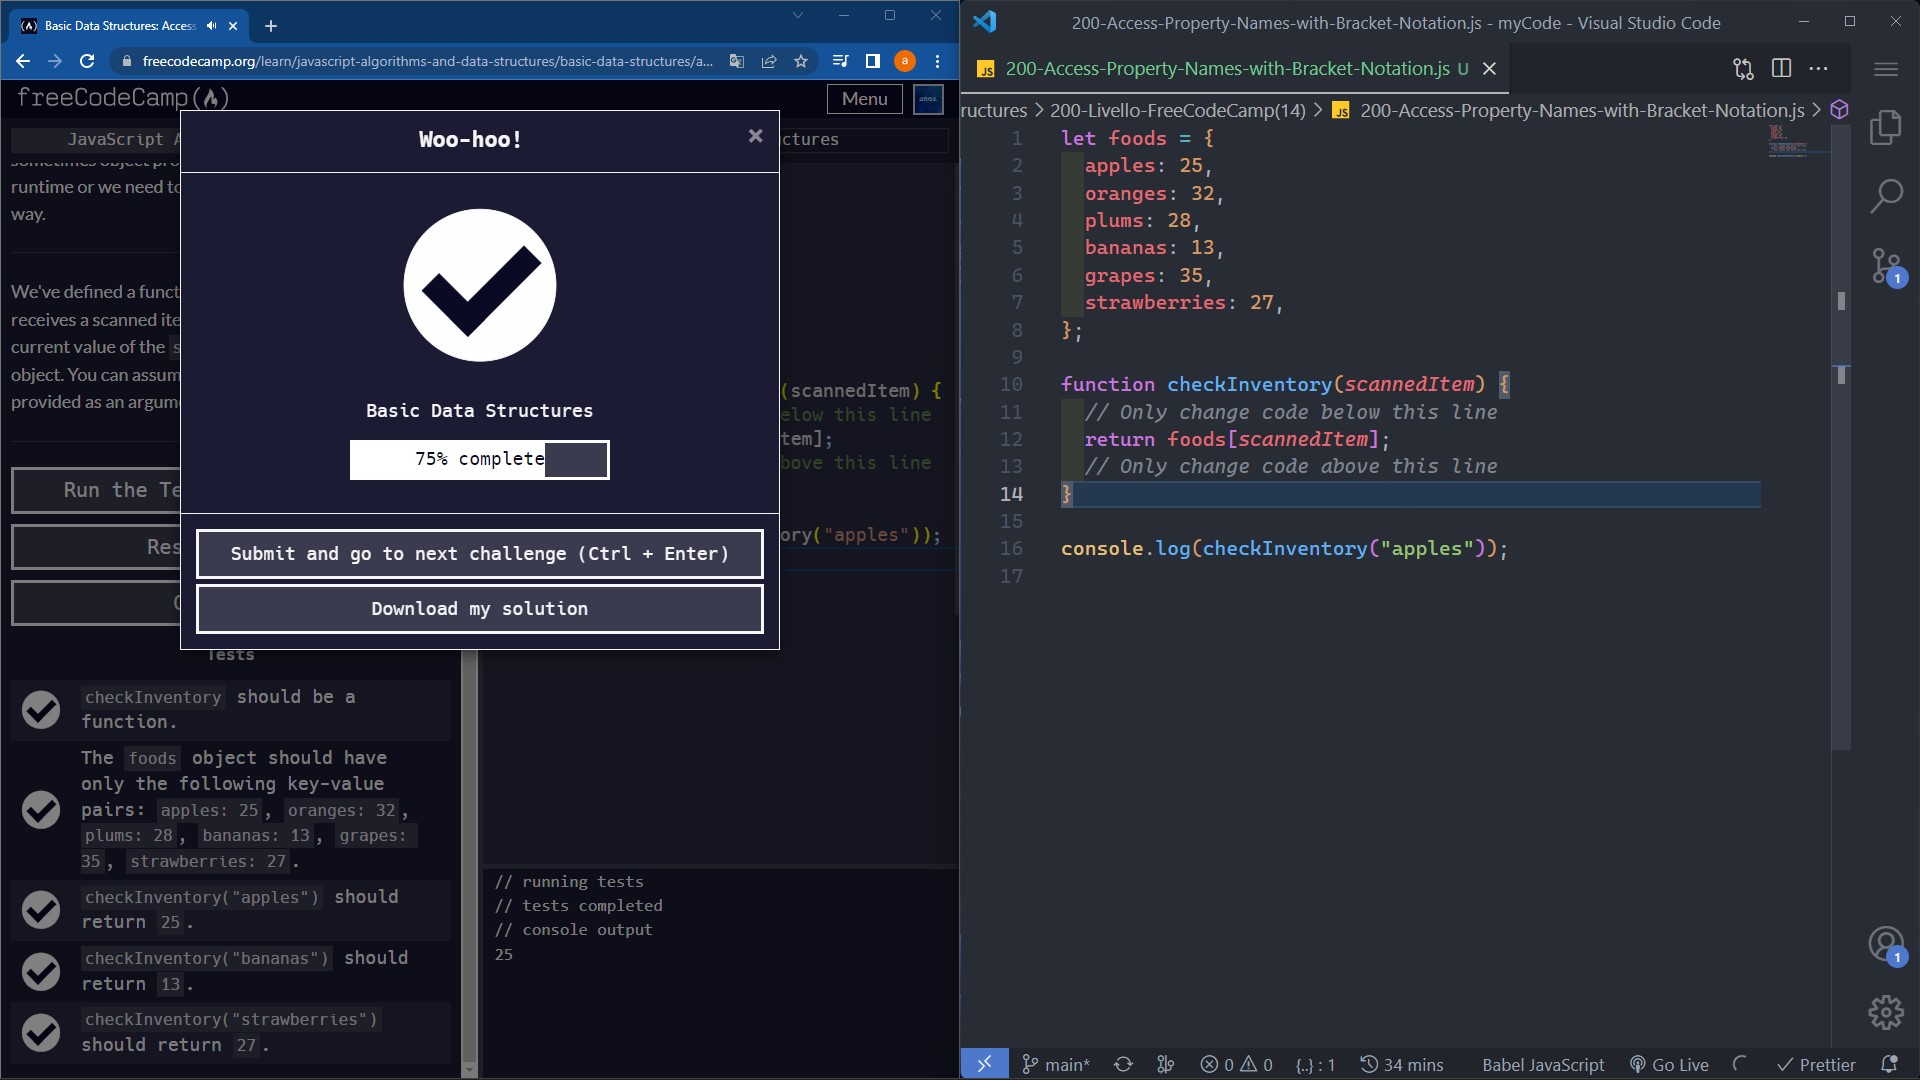 Basic Data Structures: Access
freecodecamp.org/learn/javascript-algorithms-and-data-structures/basic-data-structures/a...
a
freeCodeCamp
Menu
anas.
JavaScript A
ctures
runtime or we need to
way.
We've defined a funct
receives a scanned ite
current value of the s
object. You can assum
provided as an argume
Run the Te
Res
Woo-hoo!
Basic Data Structures
75% complete
Submit and go to next challenge (Ctrl + Enter)
Download my solution
(scannedItem) {
elow this line
tem];
bove this line
ory("apples"));
Tests
checkInventory should be a
function.
The foods object should have
only the following key-value
pairs: apples: 25, oranges: 32,
plums: 28, bananas: 13, grapes:
35, strawberries: 27.
checkInventory("apples") should
return 25.
checkInventory("bananas") should
return 13.
checkInventory("strawberries")
should return 27.
// running tests
// tests completed
// console output
25
200-Access-Property-Names-with-Bracket-Notation.js - myCode - Visual Studio Code
JS 200-Access-Property-Names-with-Bracket-Notation.js U
ructures > 200-Livello-FreeCodeCamp(14) > JS 200-Access-Property-Names-with-Bracket-Notation.js >
1 let foods = {
2 apples: 25,
3 oranges: 32,
4 plums: 28,
5 bananas: 13,
6 grapes: 35,
7 strawberries: 27,
8 };
9
10 function checkInventory(scannedItem) {
11 // Only change code below this line
12 return foods[scannedItem];
13 // Only change code above this line
14 }
15
16 console.log(checkInventory("apples"));
17
1
1
main* 0 0 {..} : 1 34 mins Babel JavaScript Go Live Prettier